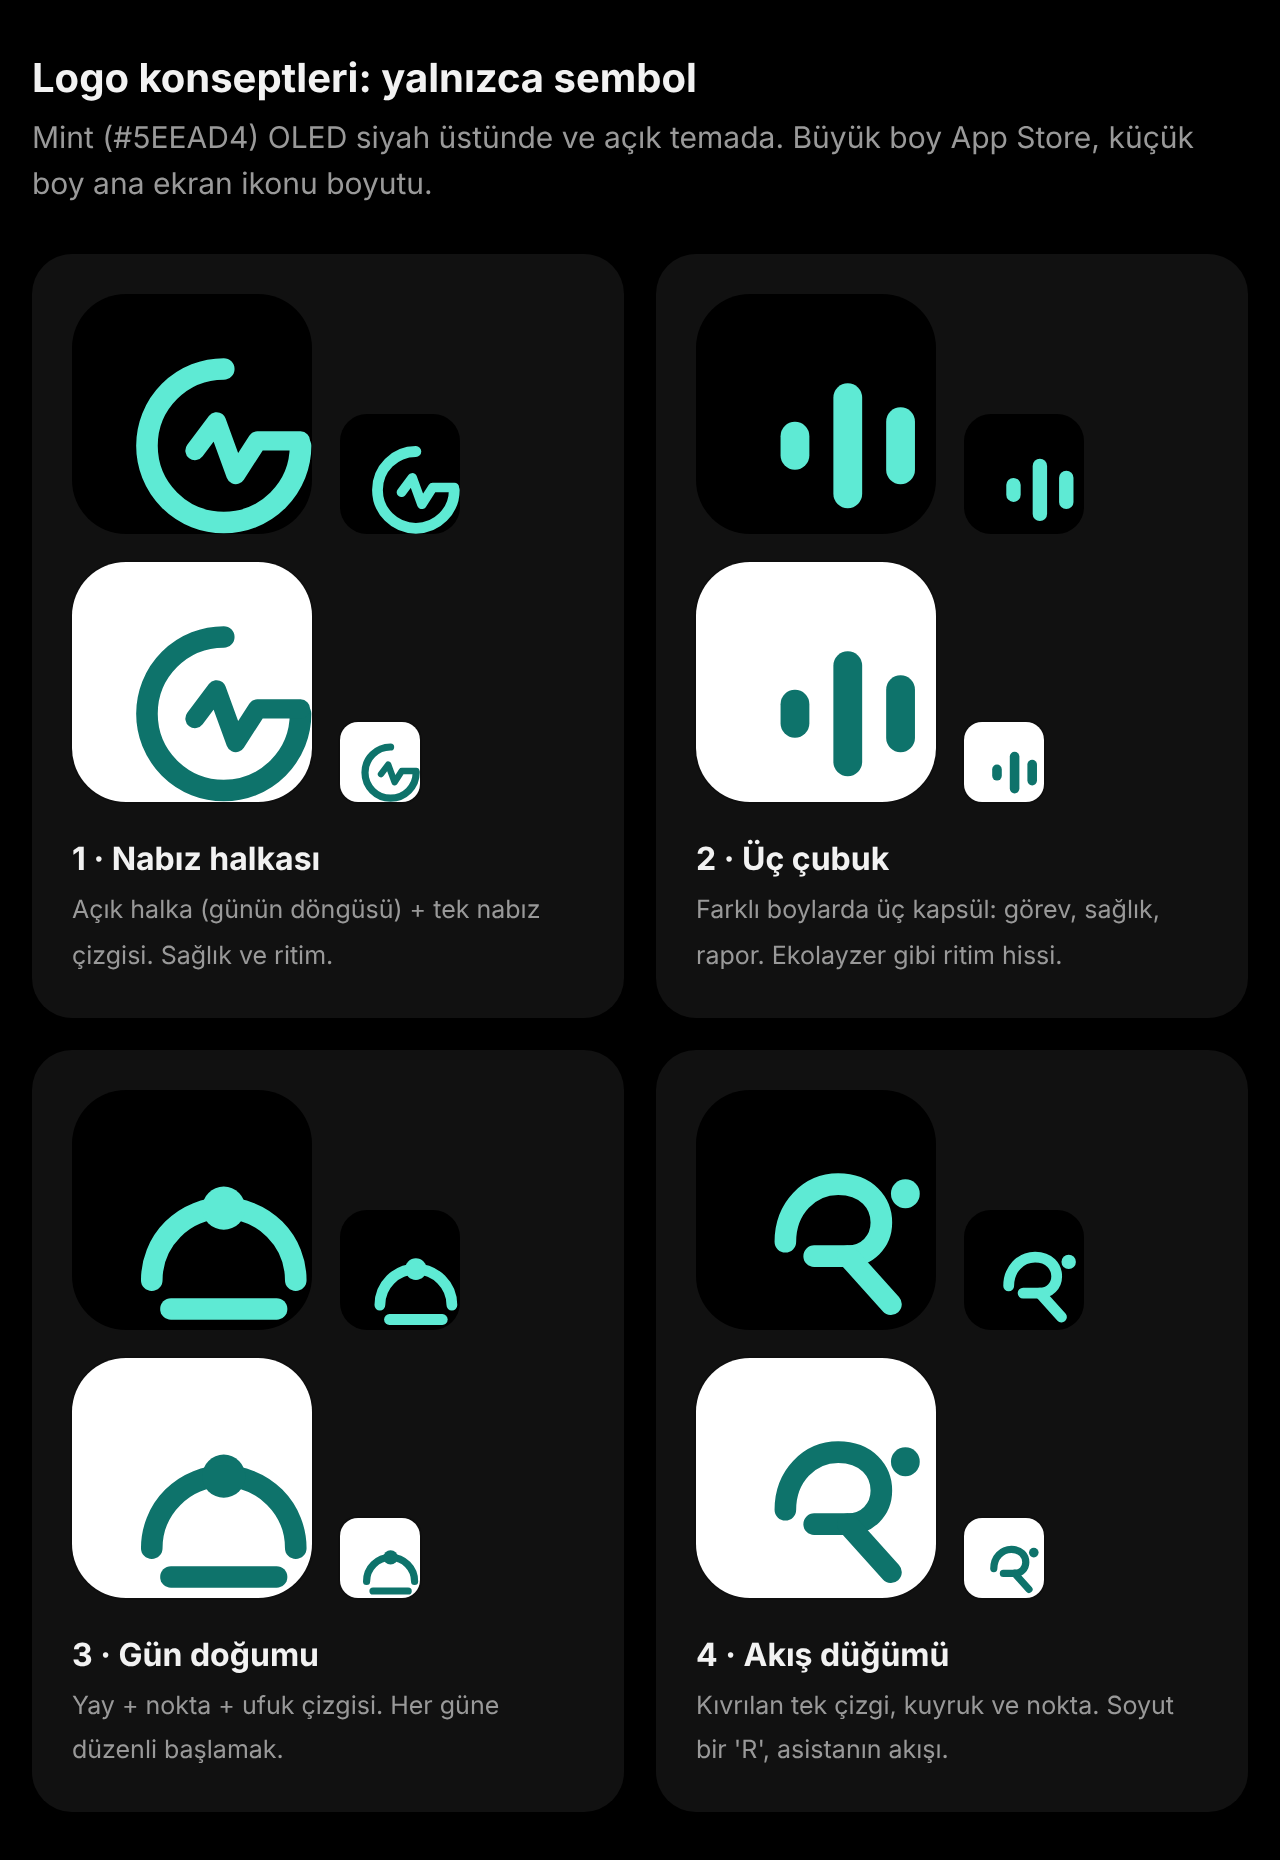 Logo konseptleri: yalnızca sembol
Mint (#5EEAD4) OLED siyah üstünde ve açık temada. Büyük boy App Store, küçük
boy ana ekran ikonu boyutu.
1 · Nabız halkası
Açık halka (günün döngüsü) + tek nabız
çizgisi. Sağlık ve ritim.
2 · Üç çubuk
Farklı boylarda üç kapsül: görev, sağlık,
rapor. Ekolayzer gibi ritim hissi.
3 · Gün doğumu
Yay + nokta + ufuk çizgisi. Her güne
düzenli başlamak.
4 · Akış düğümü
Kıvrılan tek çizgi, kuyruk ve nokta. Soyut
bir 'R', asistanın akışı.